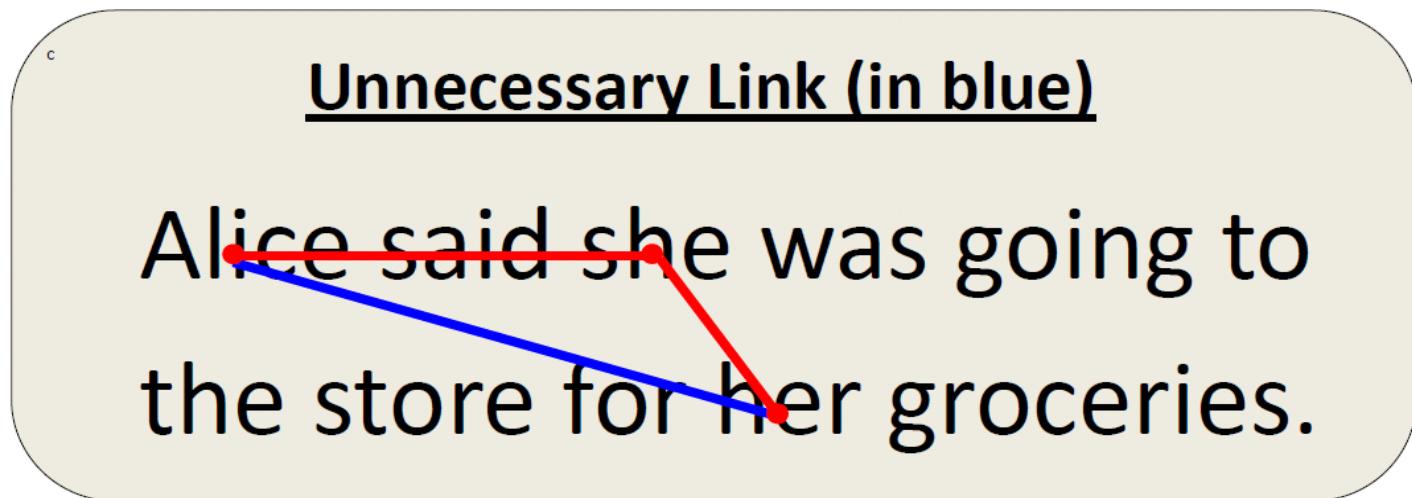 c
Unnecessary Link (in blue)
Alice said she was going to
the store for her groceries.